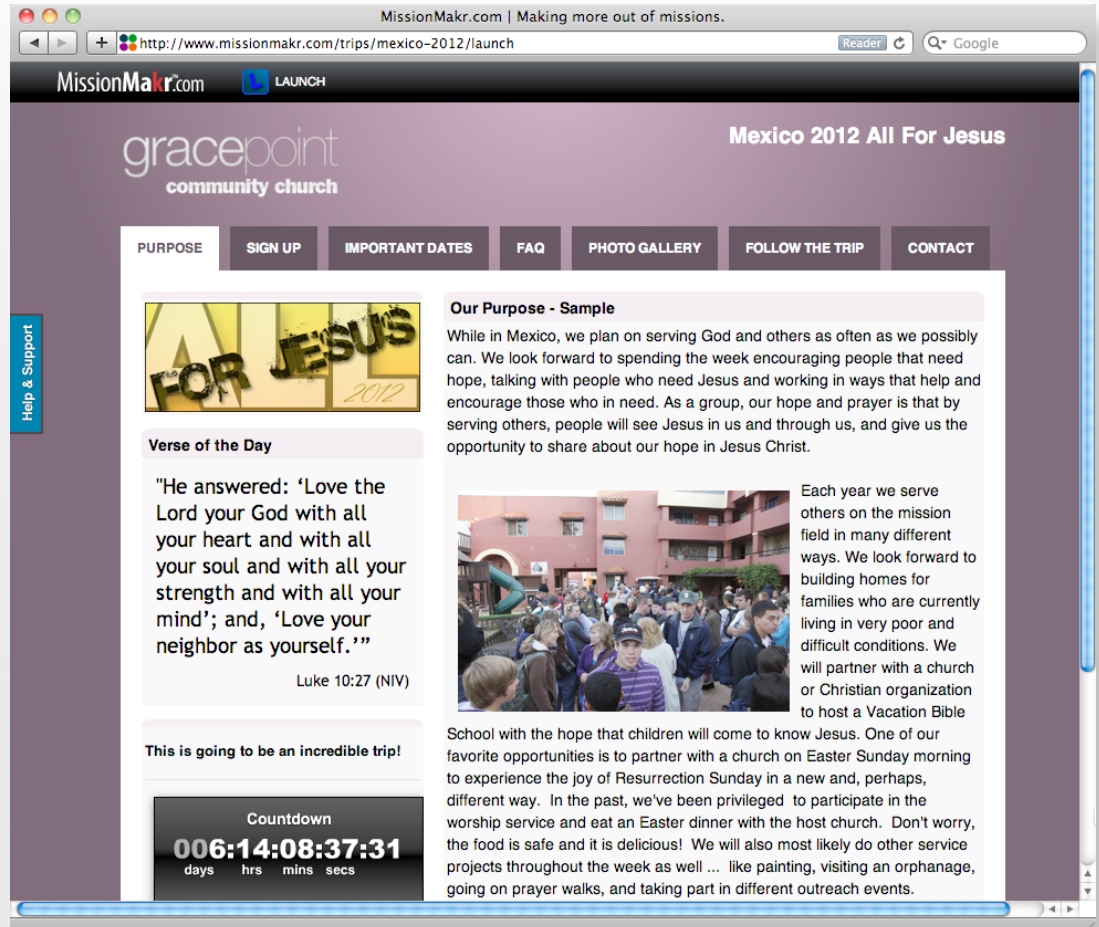 MissionMakr.com | Making more out of missions.
http://www.missionmakr.com/trips/mexico-2012/launch
Reader
Google
MissionMakr.com
LAUNCH
gracepoint
community church
Mexico 2012 All For Jesus
PURPOSE
SIGN UP
IMPORTANT DATES
FAQ
PHOTO GALLERY
FOLLOW THE TRIP
CONTACT
Help & Support
ALL
FOR JESUS
2012
Verse of the Day
"He answered: ‘Love the
Lord your God with all
your heart and with all
your soul and with all your
strength and with all your
mind’; and, ‘Love your
neighbor as yourself.’”
Luke 10:27 (NIV)
This is going to be an incredible trip!
Countdown
006:14:08:37:31
days hrs mins secs
Our Purpose - Sample
While in Mexico, we plan on serving God and others as often as we possibly
can. We look forward to spending the week encouraging people that need
hope, talking with people who need Jesus and working in ways that help and
encourage those who in need. As a group, our hope and prayer is that by
serving others, people will see Jesus in us and through us, and give us the
opportunity to share about our hope in Jesus Christ.
Each year we serve
others on the mission
field in many different
ways. We look forward to
building homes for
families who are currently
living in very poor and
difficult conditions. We
will partner with a church
or Christian organization
to host a Vacation Bible
School with the hope that children will come to know Jesus. One of our
favorite opportunities is to partner with a church on Easter Sunday morning
to experience the joy of Resurrection Sunday in a new and, perhaps,
different way.  In the past, we've been privileged  to participate in the
worship service and eat an Easter dinner with the host church.  Don't worry,
the food is safe and it is delicious!  We will also most likely do other service
projects throughout the week as well ...  like painting, visiting an orphanage,
going on prayer walks, and taking part in different outreach events.